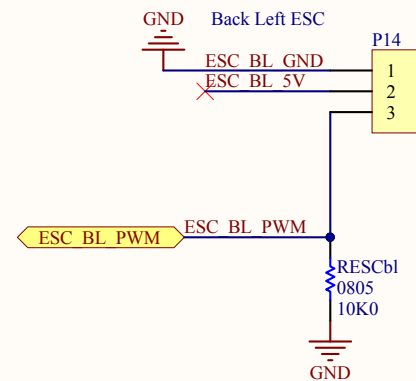 GND
Back Left ESC
P14
ESC_BL_GND
1
ESC_BL_5V
2
3
ESC_BL_PWM
ESC_BL_PWM
RESCbl
0805
10K0
GND